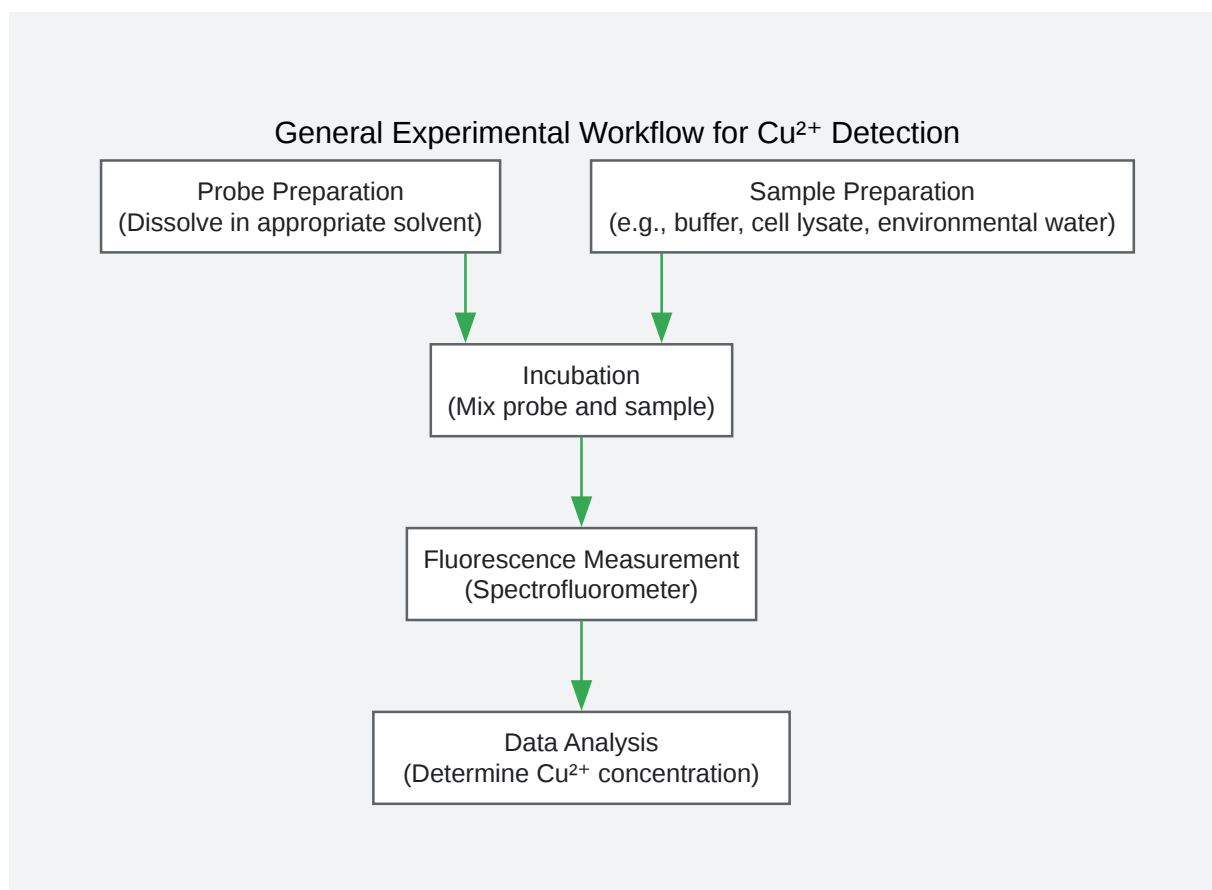 General Experimental Workflow for Cu²⁺ Detection
Probe Preparation
(Dissolve in appropriate solvent)
Sample Preparation
(e.g., buffer, cell lysate, environmental water)
Incubation
(Mix probe and sample)
Fluorescence Measurement
(Spectrofluorometer)
Data Analysis
(Determine Cu²⁺ concentration)